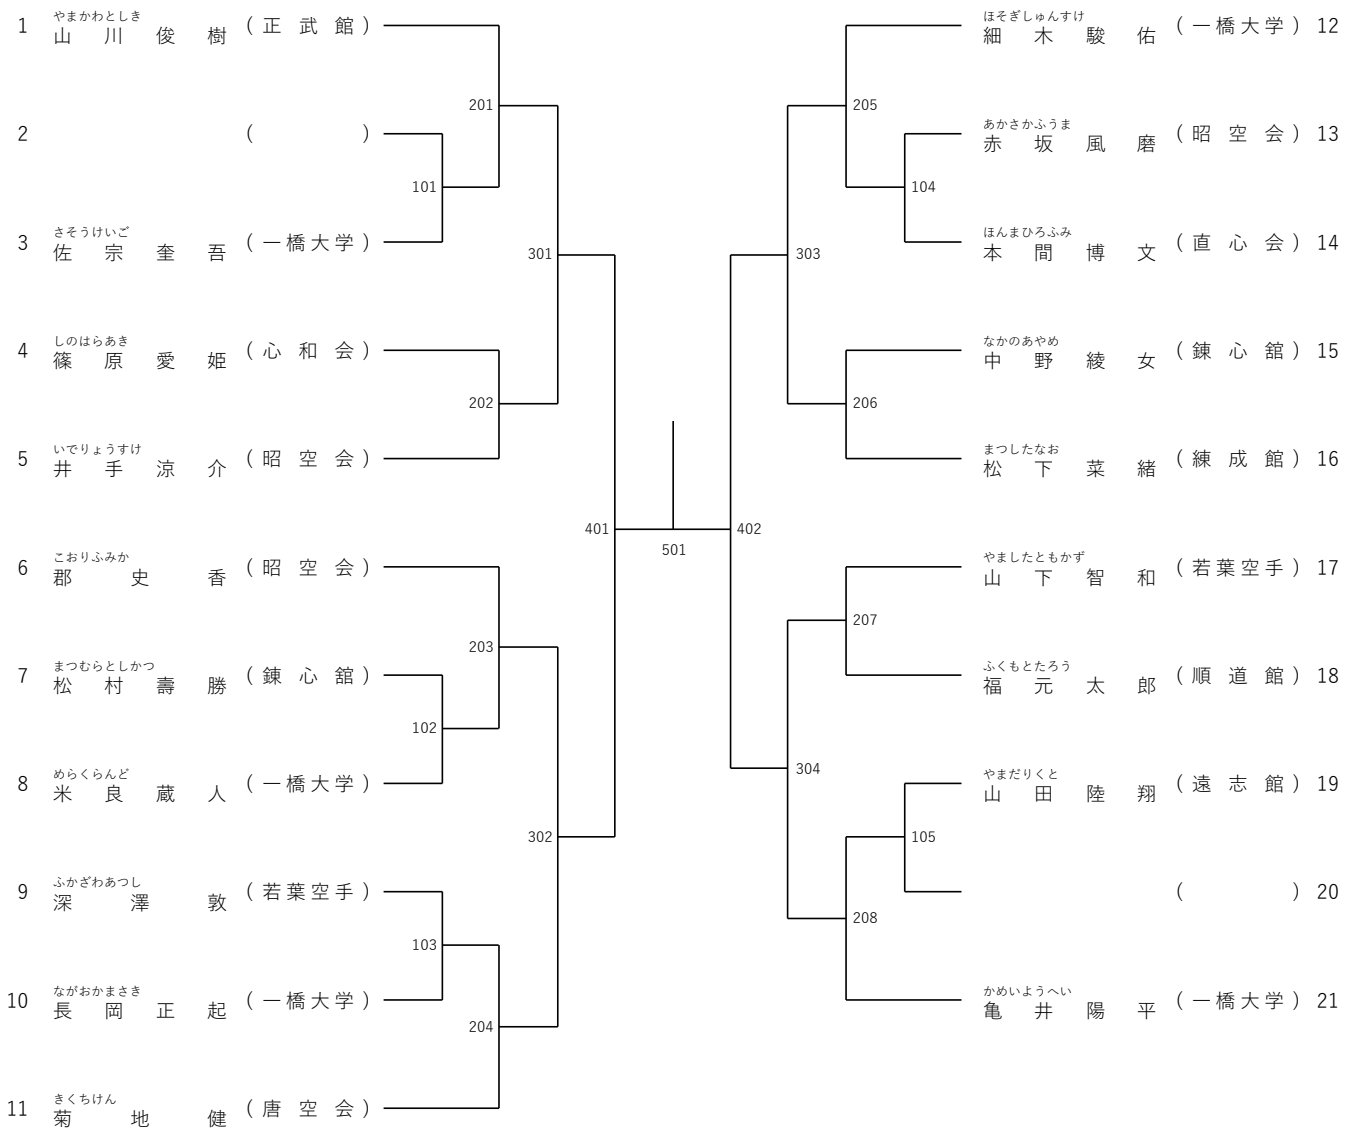 やまかわとしき
1 山川俊樹 (正武館)
201
2 ( )
101
さそうけいご
3 佐宗奎吾 (一橋大学)
301
しのはらあき
4 篠原愛姫 (心和会)
202
いでりょうすけ
5 井手涼介 (昭空会)
401
こおりふみか
6 郡史香 (昭空会)
203
まつむらとしかつ
7 松村壽勝 (錬心舘)
102
めらくらんど
8 米良蔵人 (一橋大学)
302
ふかざわあつし
9 深澤敦 (若葉空手)
103
ながおかまさき
10 長岡正起 (一橋大学)
204
きくちけん
11 菊地健 (唐空会)
501
ほそぎしゅんすけ
細木駿佑 (一橋大学) 12
205
あかさかふうま
赤坂風磨 (昭空会) 13
104
ほんまひろふみ
本間博文 (直心会) 14
303
なかのあやめ
中野綾女 (錬心舘) 15
206
まつしたなお
松下菜緒 (練成館) 16
402
やましたともかず
山下智和 (若葉空手) 17
207
ふくもとたろう
福元太郎 (順道館) 18
304
やまだりくと
山田陸翔 (遠志館) 19
105
( ) 20
208
かめいようへい
亀井陽平 (一橋大学) 21